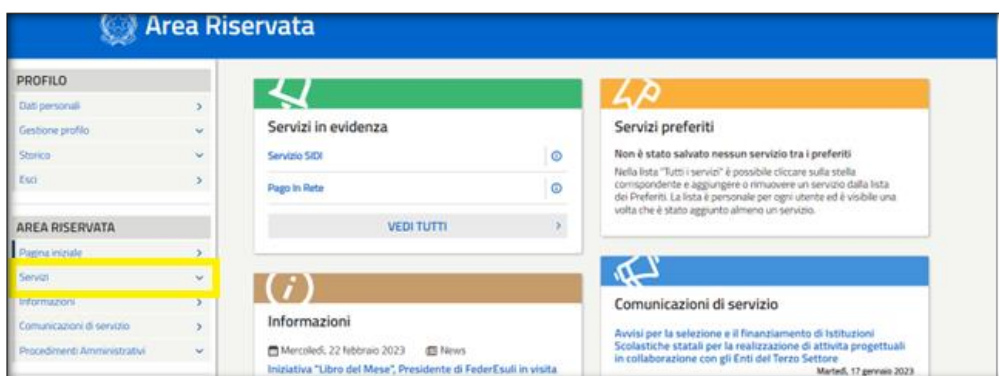 Area Riservata
PROFILO
Dati personali
Gestione profilo
Storico
Esci
AREA RISERVATA
Pagina iniziale
Servizi
Informazioni
Comunicazioni di servizio
Procedimenti Amministrativi
Servizi in evidenza
Servizio SIDI
Pago In Rete
VEDI TUTTI
Servizi preferiti
Non è stato salvato nessun servizio tra i preferiti
Nella lista "Tutti i servizi" è possibile cliccare sulla stella
corrispondente e aggiungere o rimuovere un servizio dalla lista
dei Preferiti. La lista è personale per ogni utente ed è visibile una
volta che è stato aggiunto almeno un servizio.
Informazioni
Mercoledì, 22 febbraio 2023 News
Iniziativa "Libro del Mese", Presidente di FederEsuli in visita
Comunicazioni di servizio
Avvisi per la selezione e il finanziamento di Istituzioni
Scolastiche statali per la realizzazione di attivita progettuali
in collaborazione con gli Enti del Terzo Settore
Martedì, 17 gennaio 2023